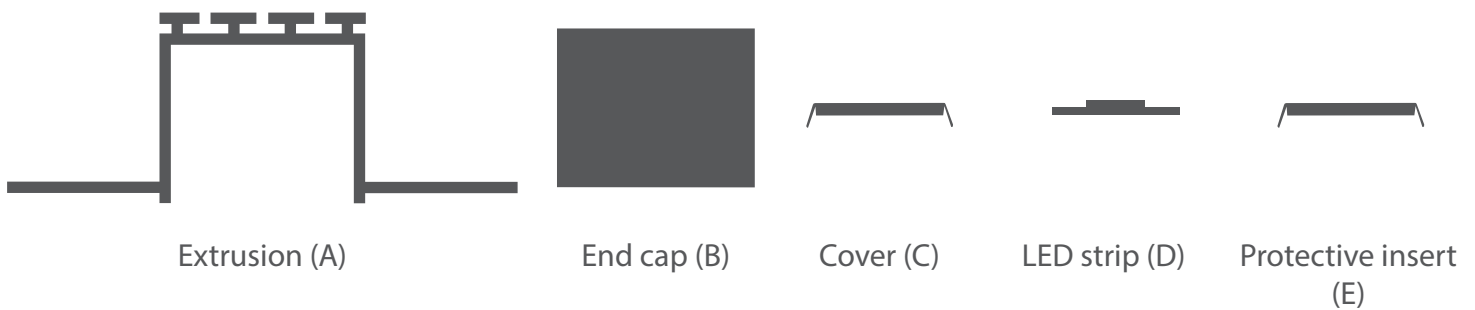 Extrusion (A)
End cap (B)
Cover (C)
LED strip (D)
Protective insert
(E)